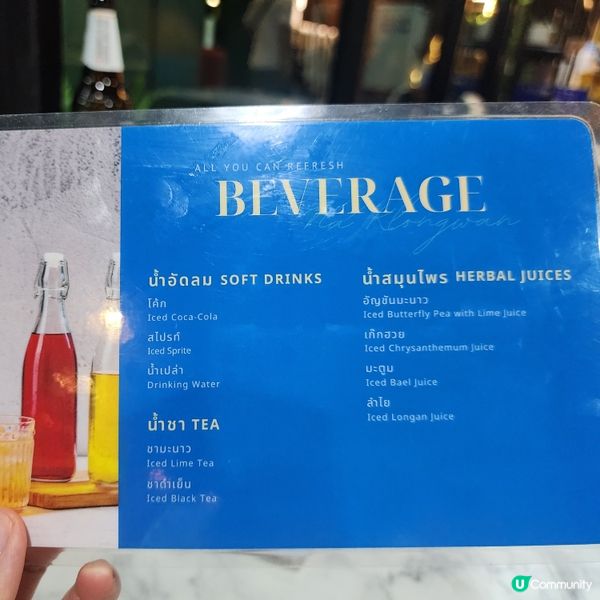 ALL YOU CAN REFRESH
BEVERAGE
Klongwan
น้ำอัดลม SOFT DRINKS
โค้ก
Iced Coca-Cola
สไปรท์
Iced Sprite
น้ำเปล่า
Drinking Water
น้ำชา TEA
ชามะนาว
Iced Lime Tea
ชาดำเย็น
Iced Black Tea
น้ำสมุนไพร HERBAL JUICES
อัญชันมะนาว
Iced Butterfly Pea with Lime Juice
เก๊กฮวย
Iced Chrysanthemum Juice
มะตูม
Iced Bael Juice
ลำไย
Iced Longan Juice
U Community